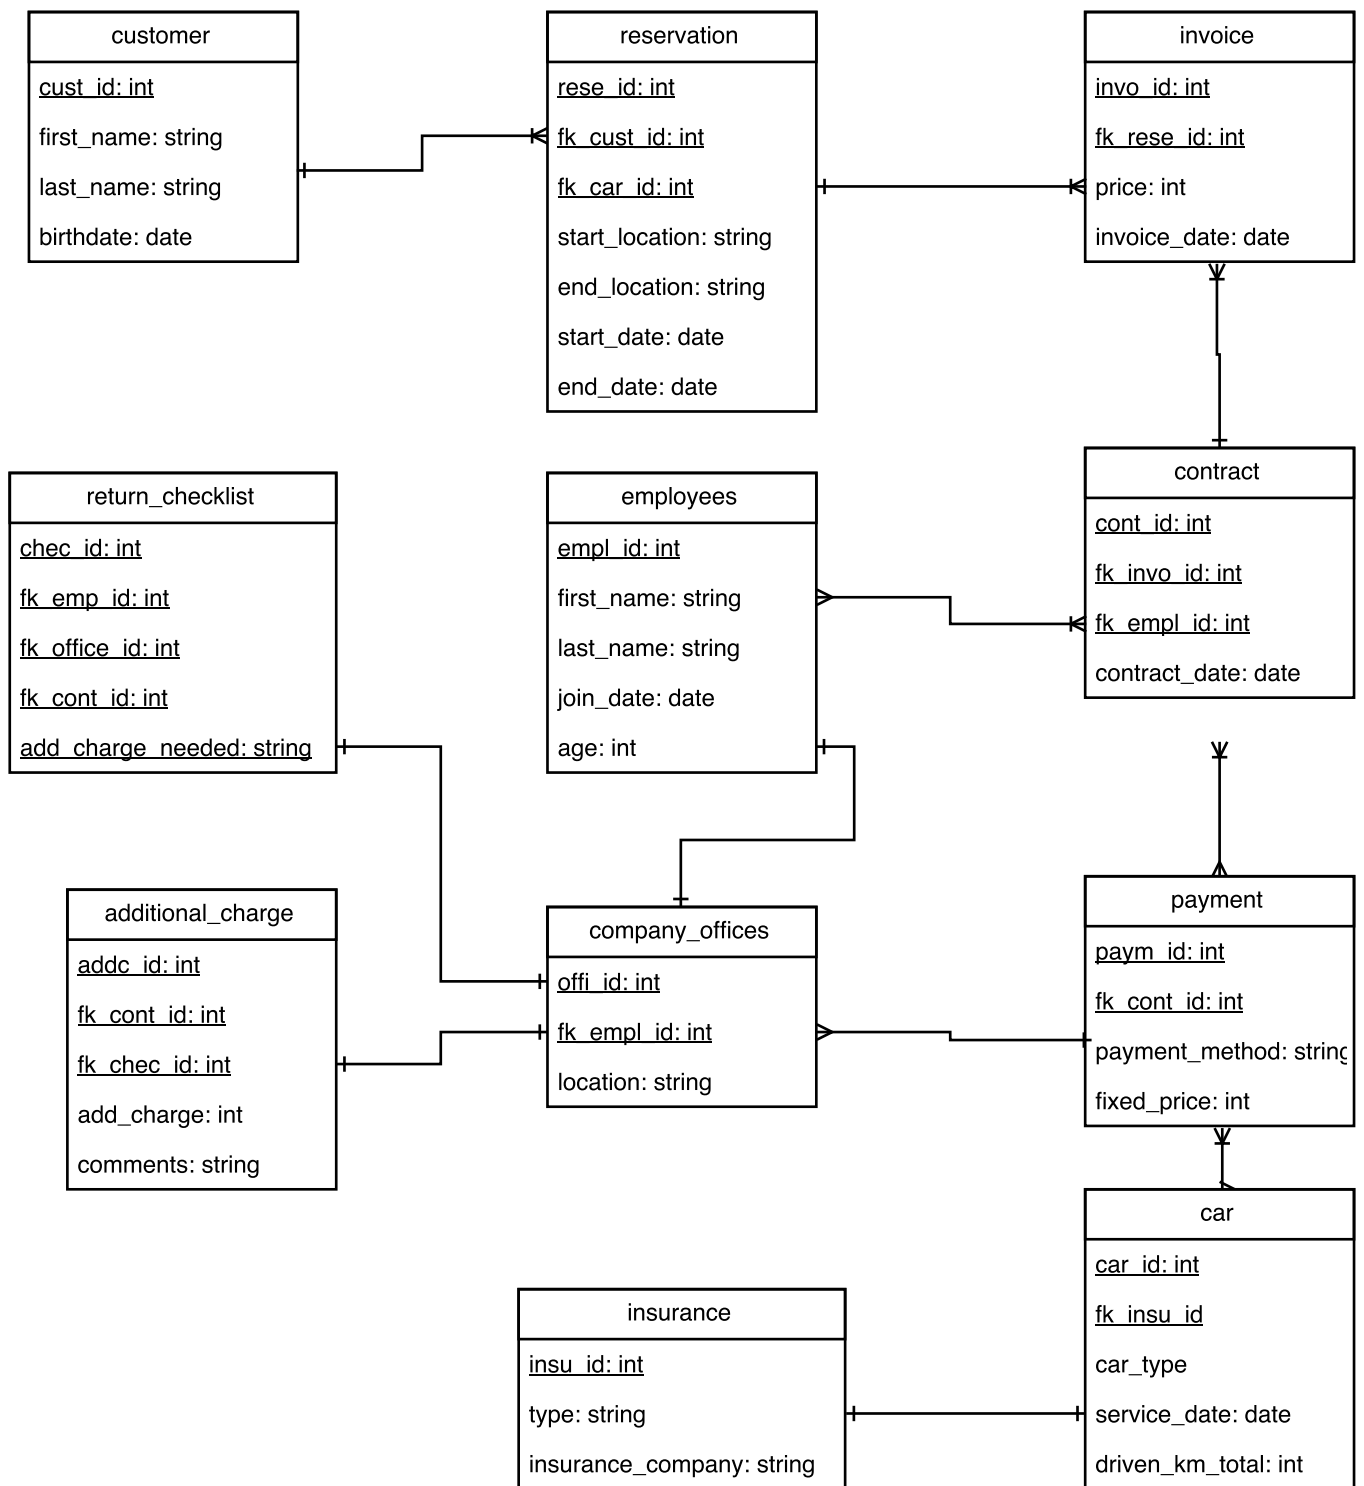 customer
cust_id: int
first_name: string
last_name: string
birthdate: date
reservation
rese_id: int
fk_cust_id: int
fk_car_id: int
start_location: string
end_location: string
start_date: date
end_date: date
invoice
invo_id: int
fk_rese_id: int
price: int
invoice_date: date
return_checklist
chec_id: int
fk_emp_id: int
fk_office_id: int
fk_cont_id: int
add_charge_needed: string
employees
empl_id: int
first_name: string
last_name: string
join_date: date
age: int
contract
cont_id: int
fk_invo_id: int
fk_empl_id: int
contract_date: date
additional_charge
addc_id: int
fk_cont_id: int
fk_chec_id: int
add_charge: int
comments: string
company_offices
offi_id: int
fk_empl_id: int
location: string
payment
paym_id: int
fk_cont_id: int
payment_method: string
fixed_price: int
insurance
insu_id: int
type: string
insurance_company: string
car
car_id: int
fk_insu_id
car_type
service_date: date
driven_km_total: int